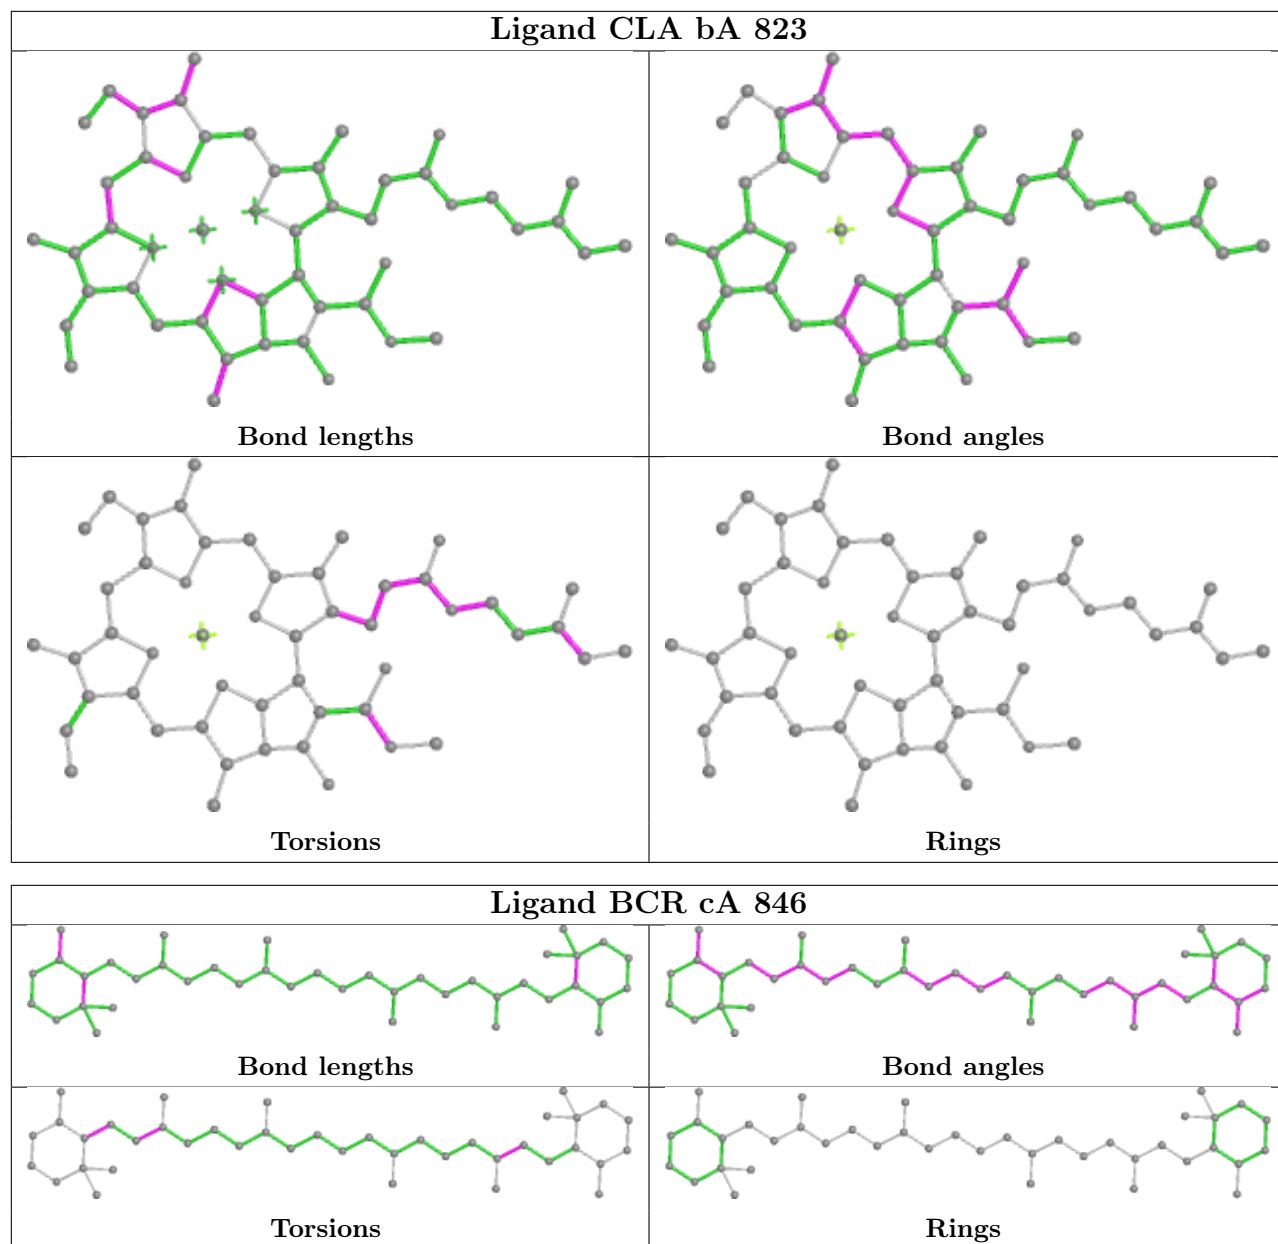 Ligand CLA bA 823
Bond lengths
Bond angles
Torsions
Rings
Ligand BCR cA 846
Bond lengths
Bond angles
Torsions
Rings